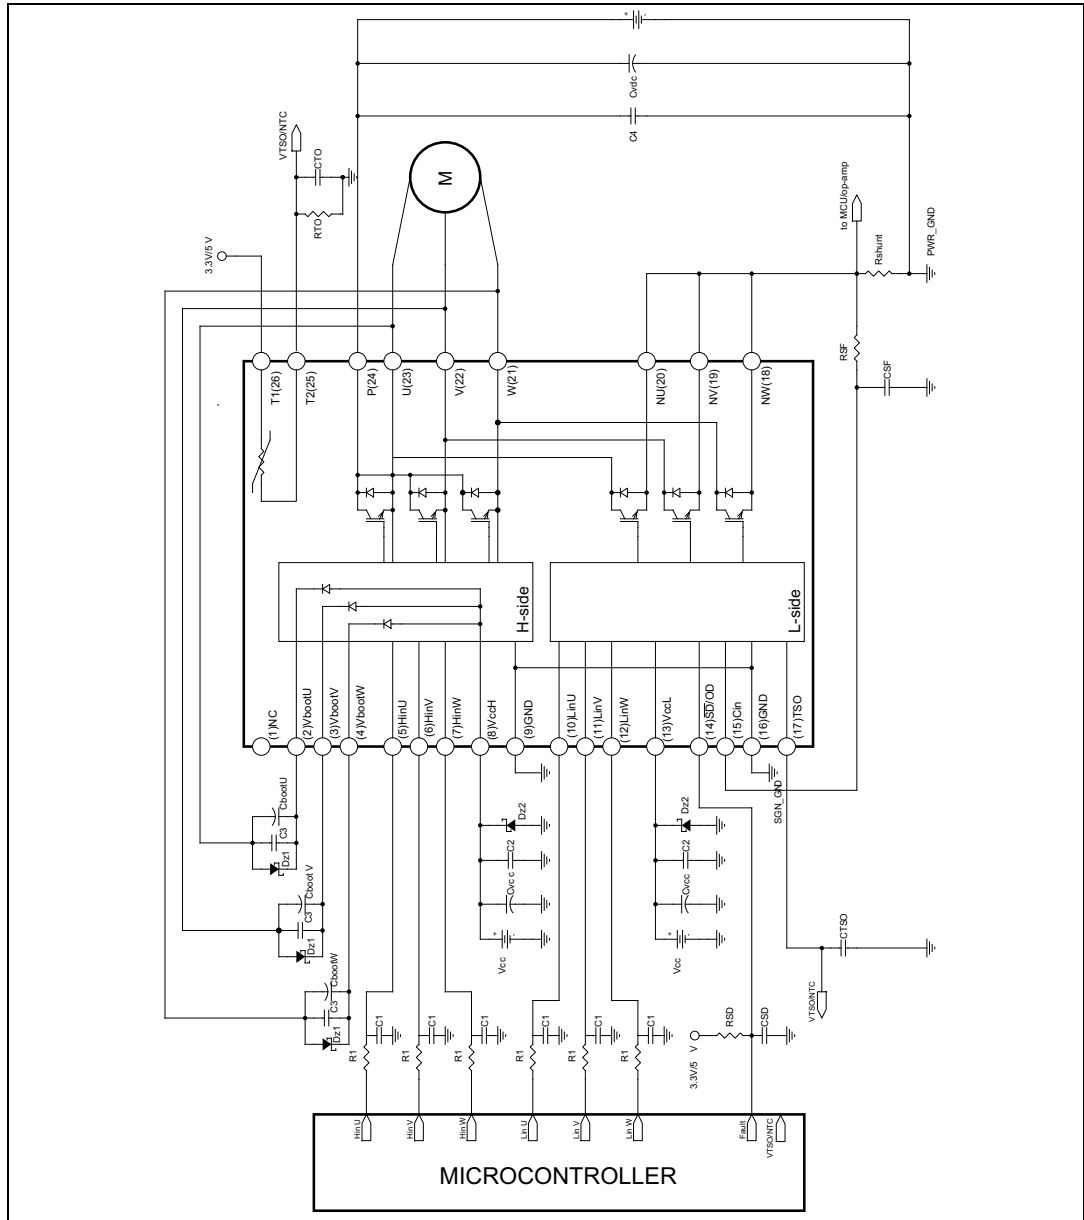 + -
Cvdc
C4
VTSO/NTC
CTO
RTO
3.3V/5 V
M
to MCU/op-amp
Rshunt
PWR_GND
RSF
CSF
T1(26)
T2(25)
P(24)
U(23)
V(22)
W(21)
NU(20)
NV(19)
NW(18)
H-side
L-side
(1)NC
(2)VbootU
(3)VbootV
(4)VbootW
(5)HinU
(6)HinV
(7)HinW
(8)VccH
(9)GND
(10)LinU
(11)LinV
(12)LinW
(13)VccL
(14)SD/OD
(15)Cin
(16)GND
(17)TSO
SGN_GND
CbootU
C3
Dz1
Cboot V
C3
Dz1
CbootW
C3
Dz1
Dz2
C2
Cvc c
+ -
Vcc
Dz2
C2
Cvcc
+ -
Vcc
CTSO
VTSO/NTC
R1
C1
R1
C1
R1
C1
R1
C1
R1
C1
R1
C1
3.3V/5 V
RSD
CSD
Hin U
Hin V
Hin W
Lin U
Lin V
Lin W
Fault
VTSO/NTC
MICROCONTROLLER